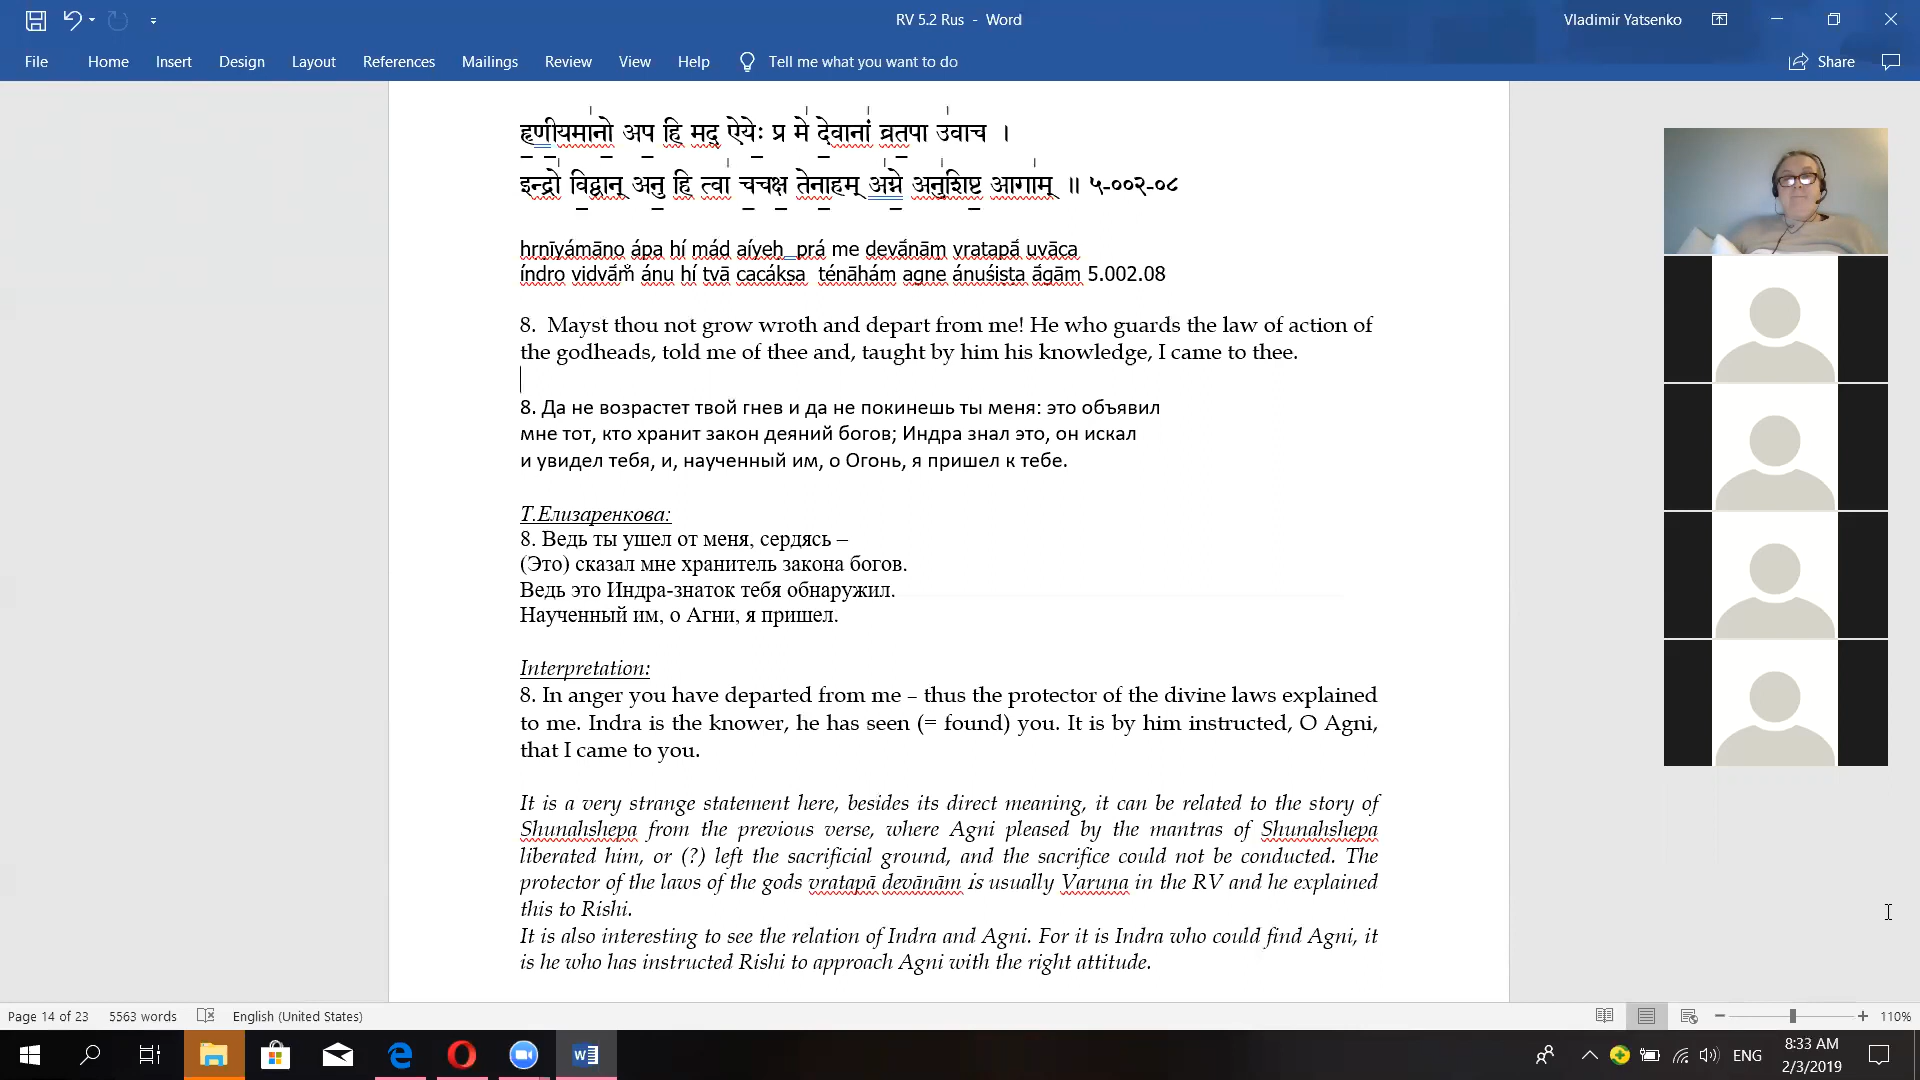 RV 5.2 Rus - Word
Vladimir Yatsenko
File Home Insert Design Layout References Mailings Review View Help Tell me what you want to do Share
हृणीयमानो अप हि मद् ऐयेः प्र मे देवानां व्रतपा उवाच ।
इन्द्रो विद्वान् अनु हि त्वा चचक्ष तेनाहम् अग्ने अनुशिष्ट आगाम् ॥ ५-००२-०८
hṛṇīyámāno ápa hí mád aíyeḥ prá me devā́nāṃ vratapā́ uvāca
índro vidvā́m̐ ánu hí tvā cacákṣa ténāhám agne ánuśiṣṭa ā́gām 5.002.08
8. Mayst thou not grow wroth and depart from me! He who guards the law of action of
the godheads, told me of thee and, taught by him his knowledge, I came to thee.
8. Да не возрастет твой гнев и да не покинешь ты меня: это объявил
мне тот, кто хранит закон деяний богов; Индра знал это, он искал
и увидел тебя, и, наученный им, о Огонь, я пришел к тебе.
Т.Елизаренкова:
8. Ведь ты ушел от меня, сердясь –
(Это) сказал мне хранитель закона богов.
Ведь это Индра-знаток тебя обнаружил.
Наученный им, о Агни, я пришел.
Interpretation:
8. In anger you have departed from me – thus the protector of the divine laws explained
to me. Indra is the knower, he has seen (= found) you. It is by him instructed, O Agni,
that I came to you.
It is a very strange statement here, besides its direct meaning, it can be related to the story of
Shunahshepa from the previous verse, where Agni pleased by the mantras of Shunahshepa
liberated him, or (?) left the sacrificial ground, and the sacrifice could not be conducted. The
protector of the laws of the gods vratapā devānām is usually Varuna in the RV and he explained
this to Rishi.
It is also interesting to see the relation of Indra and Agni. For it is Indra who could find Agni, it
is he who has instructed Rishi to approach Agni with the right attitude.
Page 14 of 23 5563 words English (United States) 110%
ENG 8:33 AM
2/3/2019